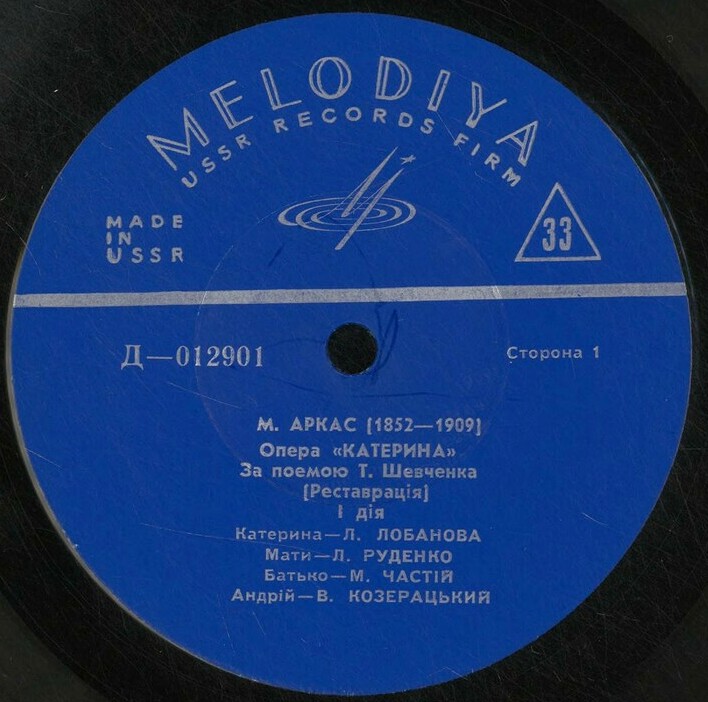 MELODIYA
USSR RECORDS FIRM
MADE
IN
USSR
33
Д—012901
Сторона 1
М. АРКАС (1852—1909)
Опера «КАТЕРИНА»
За поемою Т. Шевченка
(Реставрація)
І дія
Катерина—Л. ЛОБАНОВА
Мати—Л. РУДЕНКО
Батько—М. ЧАСТІЙ
Андрій—В. КОЗЕРАЦЬКИЙ